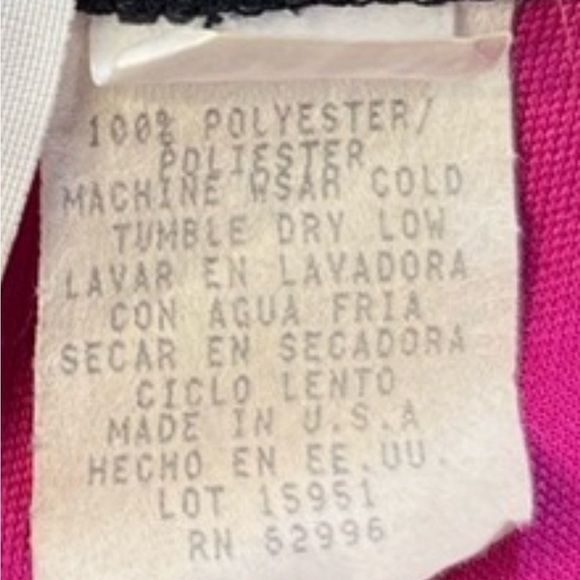 100% POLYESTER/
POLIESTER
MACHINE WSAH COLD
TUMBLE DRY LOW
LAVAR EN LAVADORA
CON AGUA FRIA
SECAR EN SECADORA
CICLO LENTO
MADE IN U.S.A
HECHO EN EE.UU.
LOT 15951
RN 62996